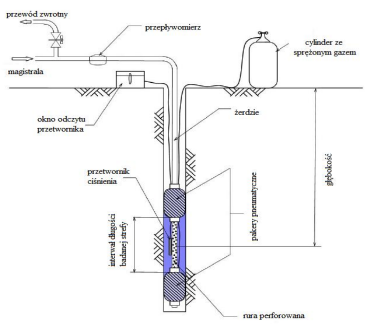 przewód zwrotny
przepływomierz
cylinder ze
sprężonym gazem
magistrala
okno odczytu
przetwornika
żerdzie
głębokość
przetwornik
ciśnienia
pakery pneumatyczne
interwał długości
badanej strefy
rura perforowana